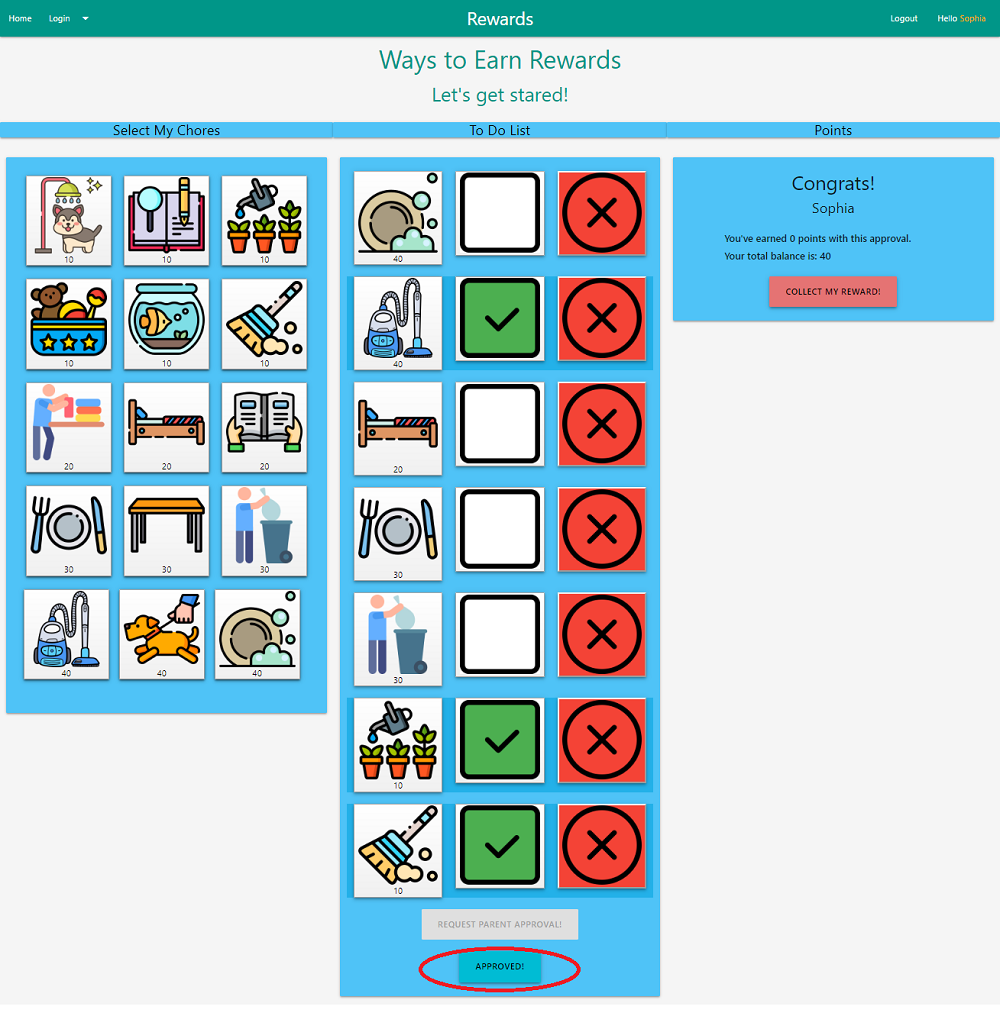 Home Login Rewards Logout Hello Sophia
Ways to Earn Rewards
Let's get stared!
Select My Chores To Do List Points
10 10 10
10 10 10
20 20 20
30 30 30
40 40 40
40
40
20
30
30
10
10
REQUEST PARENT APPROVAL!
APPROVED!
Congrats!
Sophia
You've earned 0 points with this approval.
Your total balance is: 40
COLLECT MY REWARD!